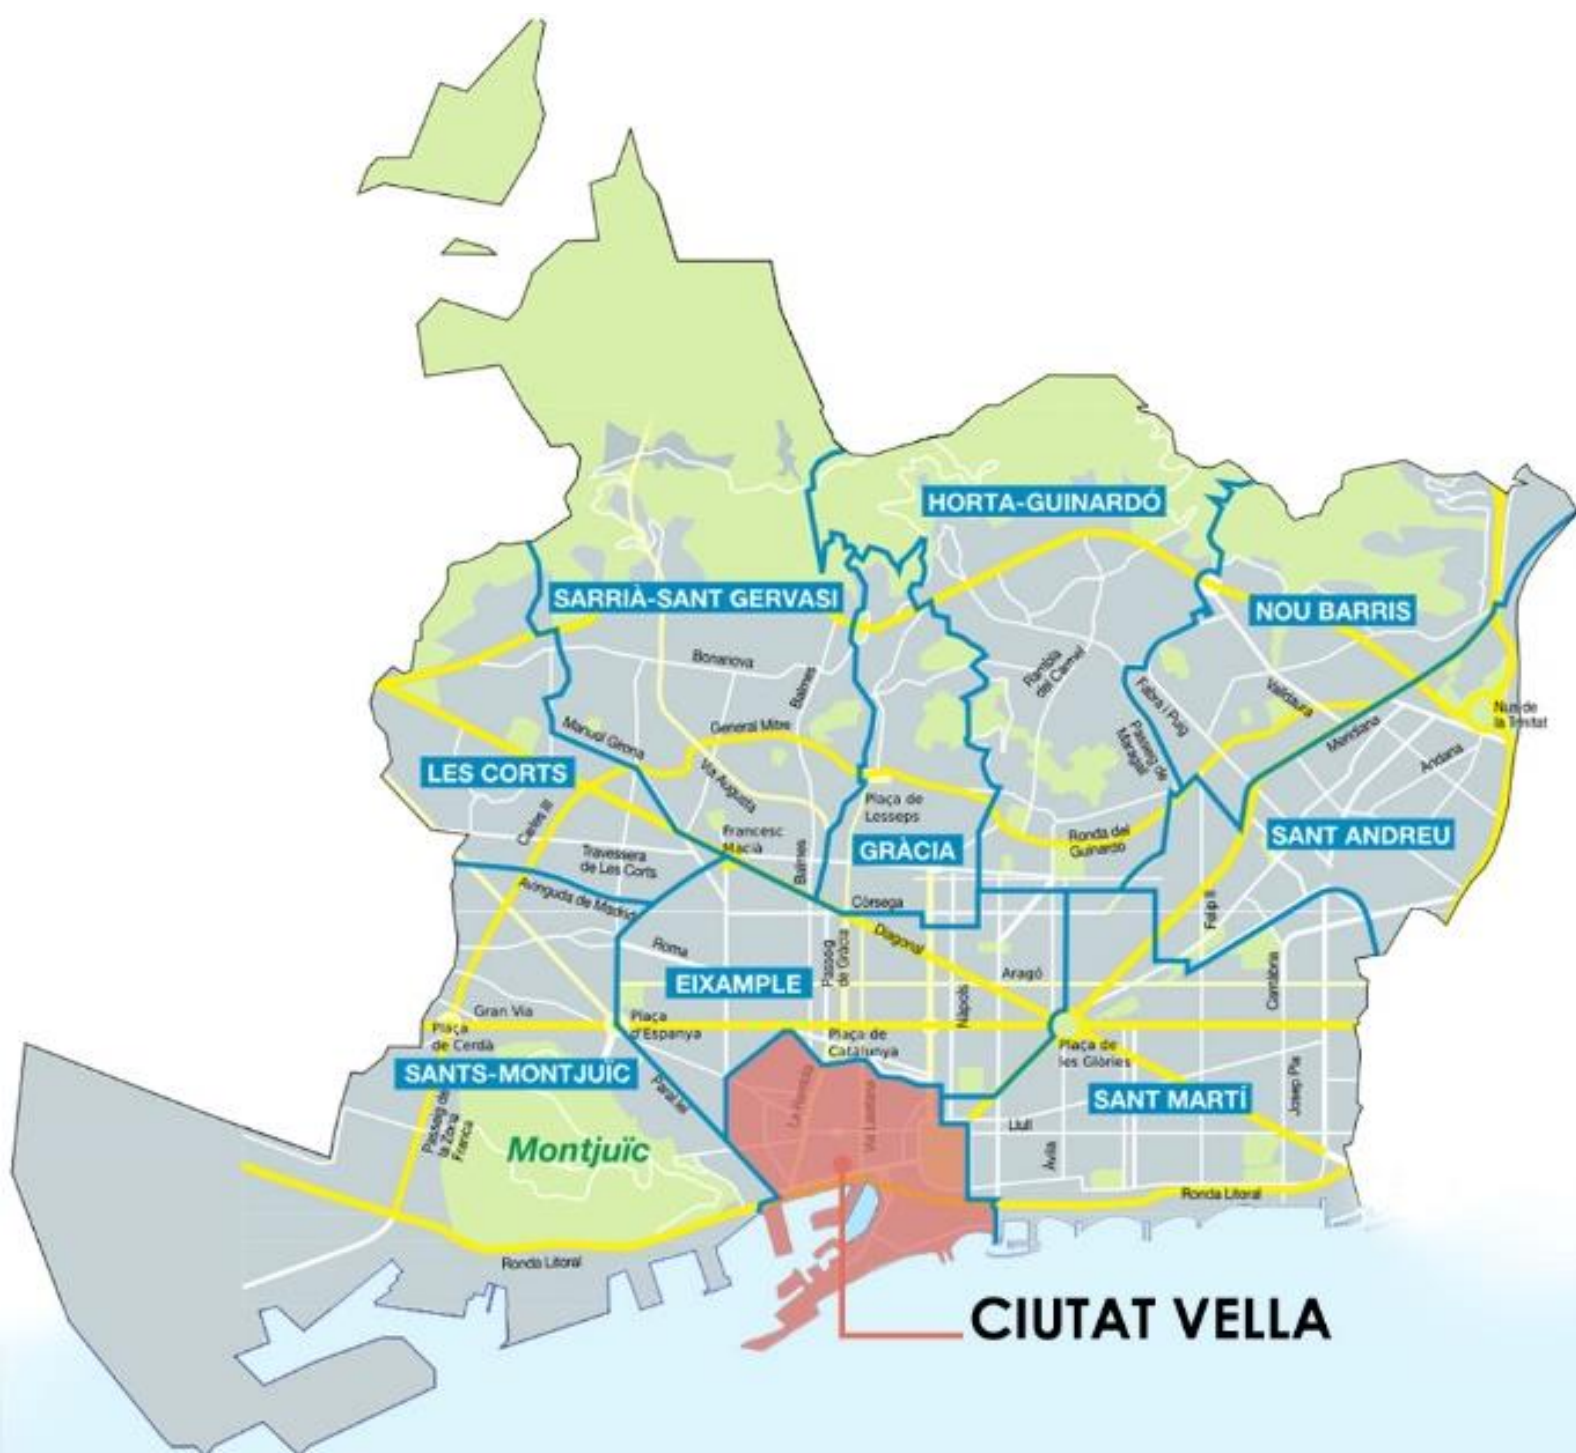 HORTA-GUINARDÓ
SARRIÀ-SANT GERVASI
NOU BARRIS
Bonanova
Balmes
Rambla
del Carmel
Fabra i Puig
Valldaura
Nus de
la Trinitat
Manuel Girona
General Mitre
Passeig de
Maragall
Meridiana
Andana
LES CORTS
Via Augusta
Plaça de
Lesseps
Carles III
Francesc
Macià
GRÀCIA
Ronda del
Guinardó
SANT ANDREU
Travessera
de Les Corts
Balmes
Avinguda de Madrid
Còrsega
Felip II
Roma
Passeig
de Gràcia
Diagonal
Aragó
EIXAMPLE
Nàpols
Cantàbria
Gran Via
Plaça
de Cerdà
Plaça
d'Espanya
Plaça de
Catalunya
Plaça de
les Glòries
SANTS-MONTJUÏC
Paral.lel
La Rambla
Via Laietana
SANT MARTÍ
Josep Pla
Passeig de
la Zona
Franca
Montjuïc
Llull
Àvila
Ronda Litoral
Ronda Litoral
CIUTAT VELLA